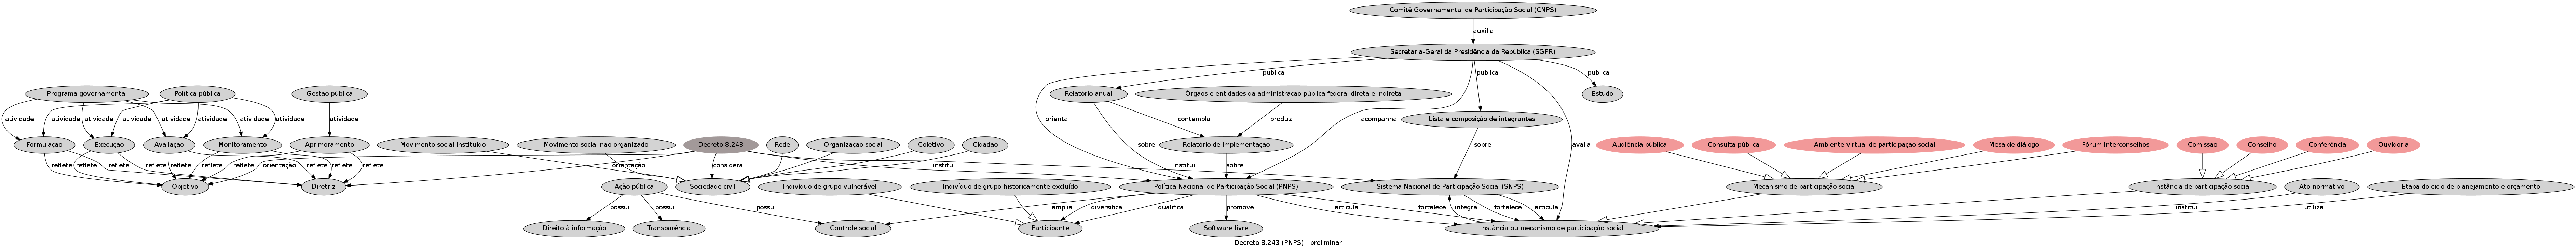 Comitê Governamental de Participação Social (CNPS)
auxilia
Secretaria-Geral da Presidência da República (SGPR)
publica
publica
publica
Programa governamental
Política pública
Gestão pública
Relatório anual
Órgãos e entidades da administração pública federal direta e indireta
Estudo
atividade
atividade
atividade
atividade
atividade
atividade
atividade
atividade
atividade
orienta
contempla
produz
acompanha
Lista e composição de integrantes
Formulação
Execução
Avaliação
Monitoramento
Aprimoramento
Movimento social instituído
Movimento social não organizado
Decreto 8.243
Rede
Organização social
Coletivo
Cidadão
sobre
Relatório de implementação
sobre
avalia
Audiência pública
Consulta pública
Ambiente virtual de participação social
Mesa de diálogo
Fórum interconselhos
Comissão
Conselho
Conferência
Ouvidoria
reflete
reflete
reflete
reflete
reflete
reflete
orientação
reflete
reflete
reflete
reflete
orientação
considera
institui
institui
sobre
Objetivo
Diretriz
Ação pública
Sociedade civil
Indivíduo de grupo vulnerável
Indivíduo de grupo historicamente excluído
Política Nacional de Participação Social (PNPS)
Sistema Nacional de Participação Social (SNPS)
Mecanismo de participação social
Instância de participação social
Ato normativo
Etapa do ciclo de planejamento e orçamento
possui
possui
possui
amplia
diversifica
qualifica
promove
articula
fortalece
integra
fortalece
articula
institui
utiliza
Direito à informação
Transparência
Controle social
Participante
Software livre
Instância ou mecanismo de participação social
Decreto 8.243 (PNPS) - preliminar